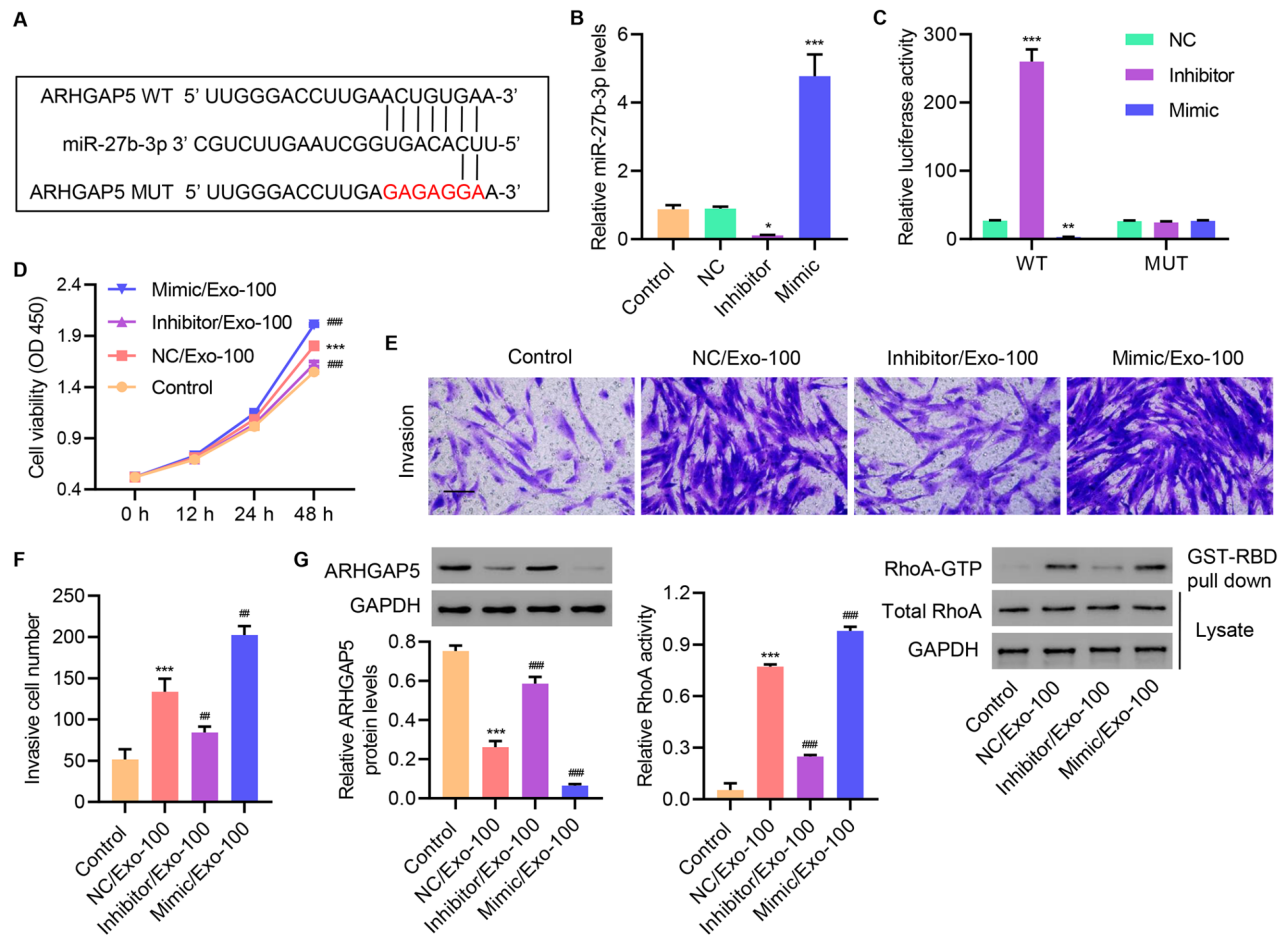 A
ARHGAP5 WT 5’ UUGGGACCUUGAACUGUGAA-3’
miR-27b-3p 3’ CGUCUUGAAUCGGUGACACUU-5’
ARHGAP5 MUT 5’ UUGGGACCUUGAGAGAGGAA-3’
B
Relative miR-27b-3p levels
6
4
2
0
*
***
Control
NC
Inhibitor
Mimic
C
Relative luciferase activity
300
200
100
0
***
**
WT
MUT
NC
Inhibitor
Mimic
D
Cell viability (OD 450)
2.4
1.9
1.4
0.9
0.4
Mimic/Exo-100
Inhibitor/Exo-100
NC/Exo-100
Control
###
***
###
0 h
12 h
24 h
48 h
E
Control
NC/Exo-100
Inhibitor/Exo-100
Mimic/Exo-100
Invasion
F
Invasive cell number
250
200
150
100
50
0
***
##
##
Control
NC/Exo-100
Inhibitor/Exo-100
Mimic/Exo-100
G
ARHGAP5
GAPDH
Relative ARHGAP5
protein levels
0.8
0.6
0.4
0.2
0.0
***
###
###
Control
NC/Exo-100
Inhibitor/Exo-100
Mimic/Exo-100
Relative RhoA activity
1.2
0.9
0.6
0.3
0.0
***
###
###
Control
NC/Exo-100
Inhibitor/Exo-100
Mimic/Exo-100
RhoA-GTP
GST-RBD
pull down
Total RhoA
GAPDH
Lysate
Control
NC/Exo-100
Inhibitor/Exo-100
Mimic/Exo-100